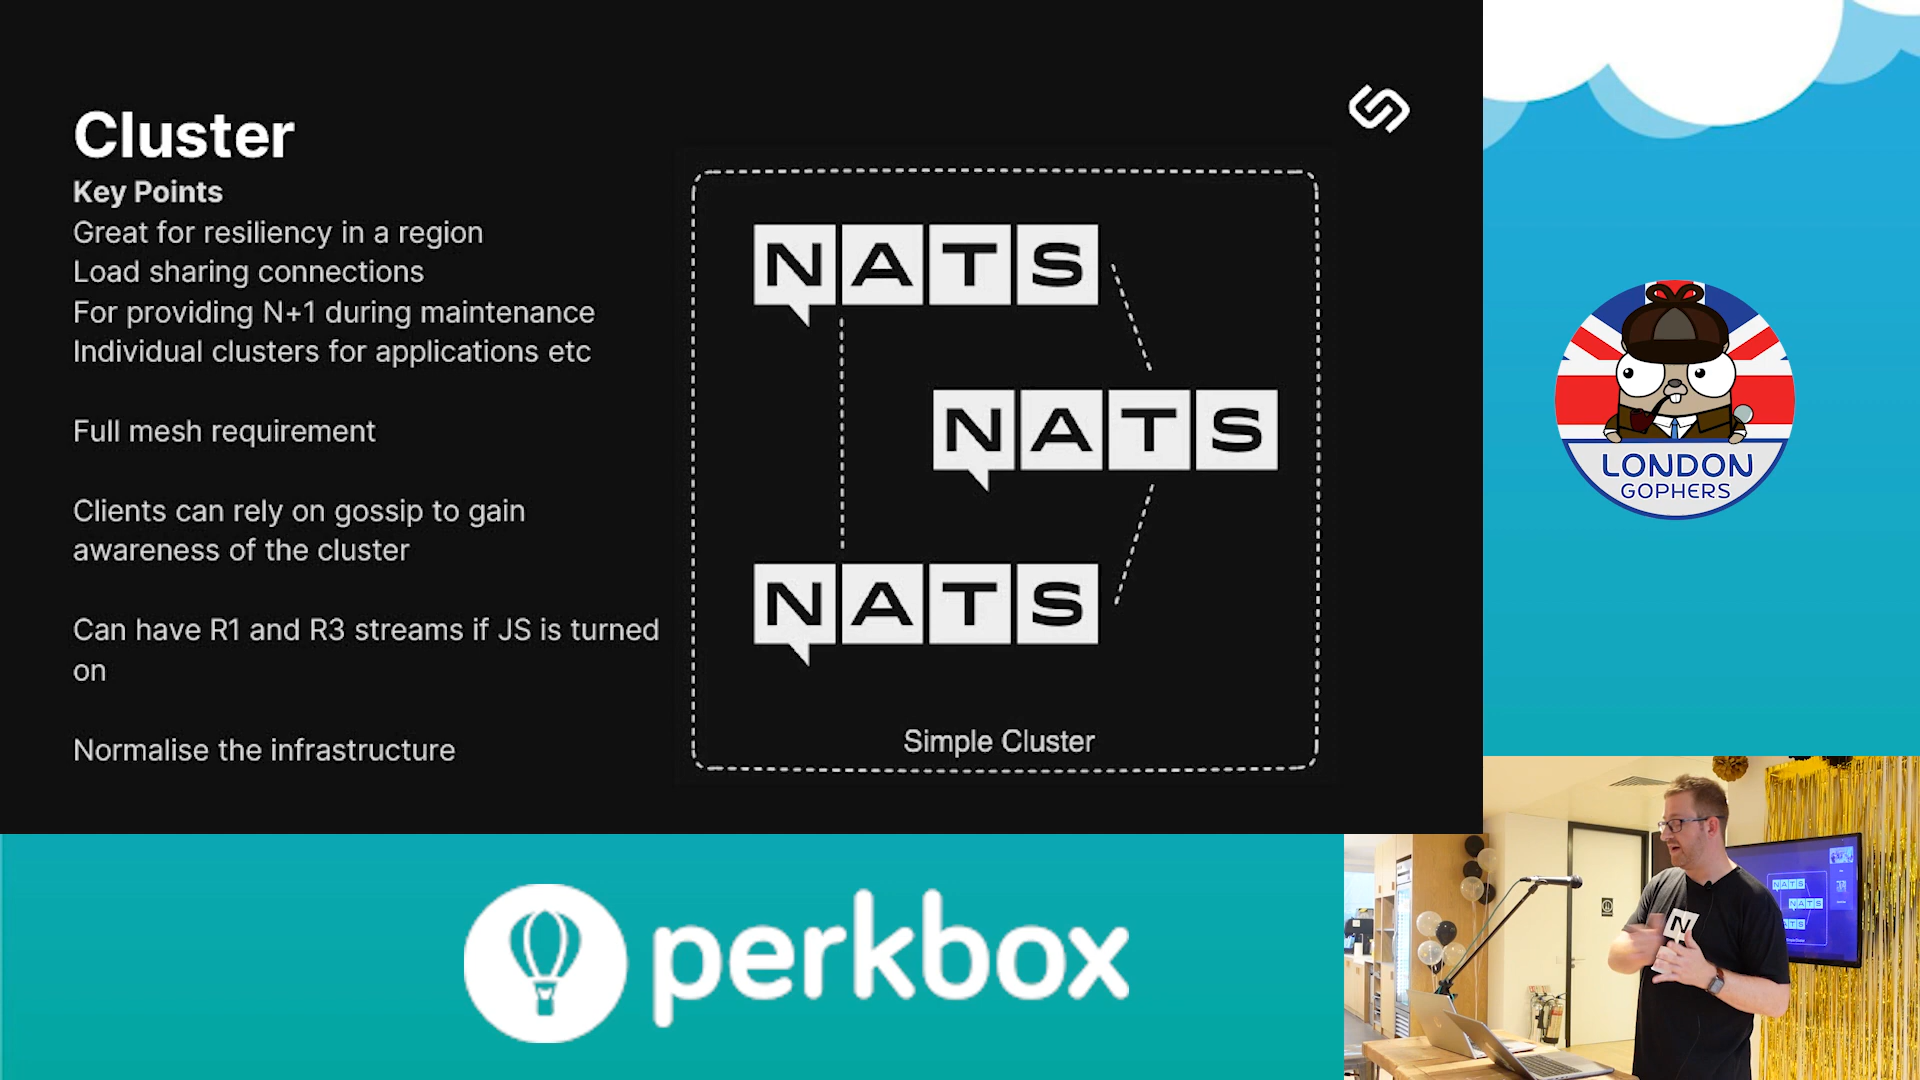 Cluster
Key Points
Great for resiliency in a region
Load sharing connections
For providing N+1 during maintenance
Individual clusters for applications etc
Full mesh requirement
Clients can rely on gossip to gain
awareness of the cluster
Can have R1 and R3 streams if JS is turned
on
Normalise the infrastructure
NATS
NATS
NATS
Simple Cluster
LONDON
GOPHERS
perkbox
N
NATS
NATS
NATS